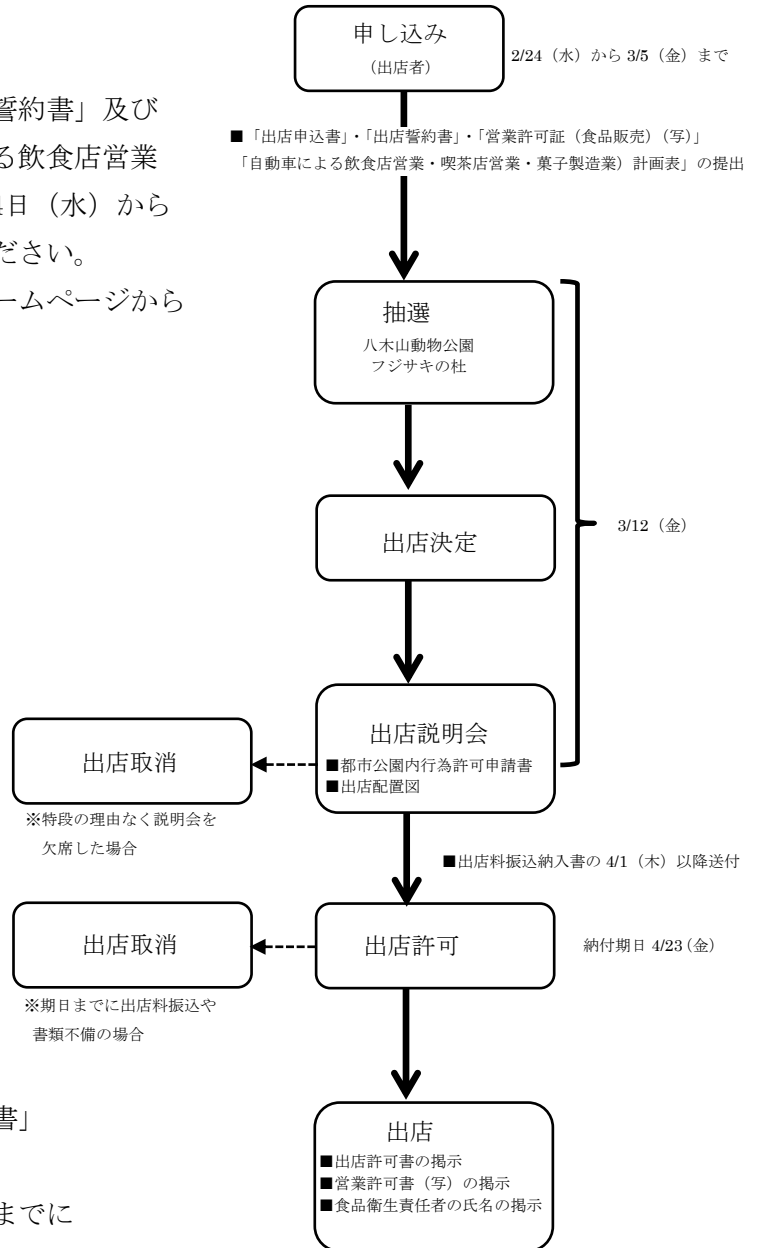 申し込み
(出店者)
2/24（水）から 3/5（金）まで
誓約書」及び
る飲食店営業
日（水）から
ださい。
ームページから
■「出店申込書」・「出店誓約書」・「営業許可証（食品販売）(写)」
「自動車による飲食店営業・喫茶店営業・菓子製造業）計画表」の提出
抽選
八木山動物公園
フジサキの杜
出店決定
3/12（金）
出店説明会
■都市公園内行為許可申請書
■出店配置図
出店取消
※特段の理由なく説明会を
欠席した場合
■出店料振込納入書の 4/1（木）以降送付
出店許可
納付期日 4/23（金）
出店取消
※期日までに出店料振込や
書類不備の場合
出店
■出店許可書の掲示
■営業許可書（写）の掲示
■食品衛生責任者の氏名の掲示
書」
までに